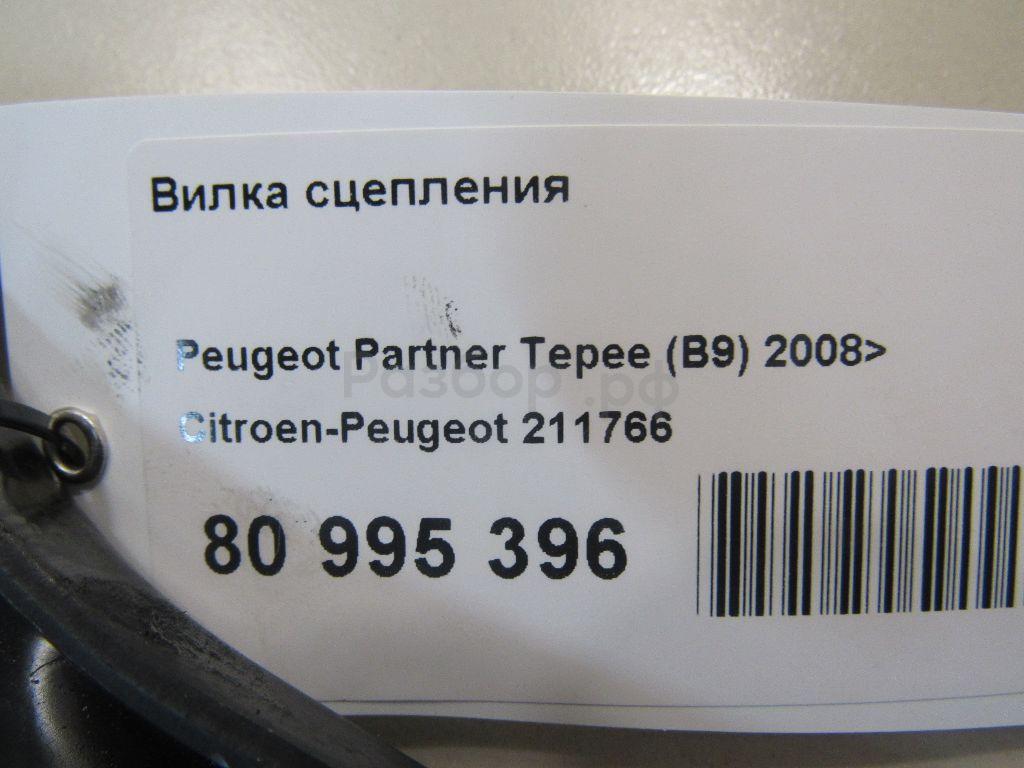 Вилка сцепления
Peugeot Partner Tepee (B9) 2008>
Разбор.рф
Citroen-Peugeot 211766
80 995 396